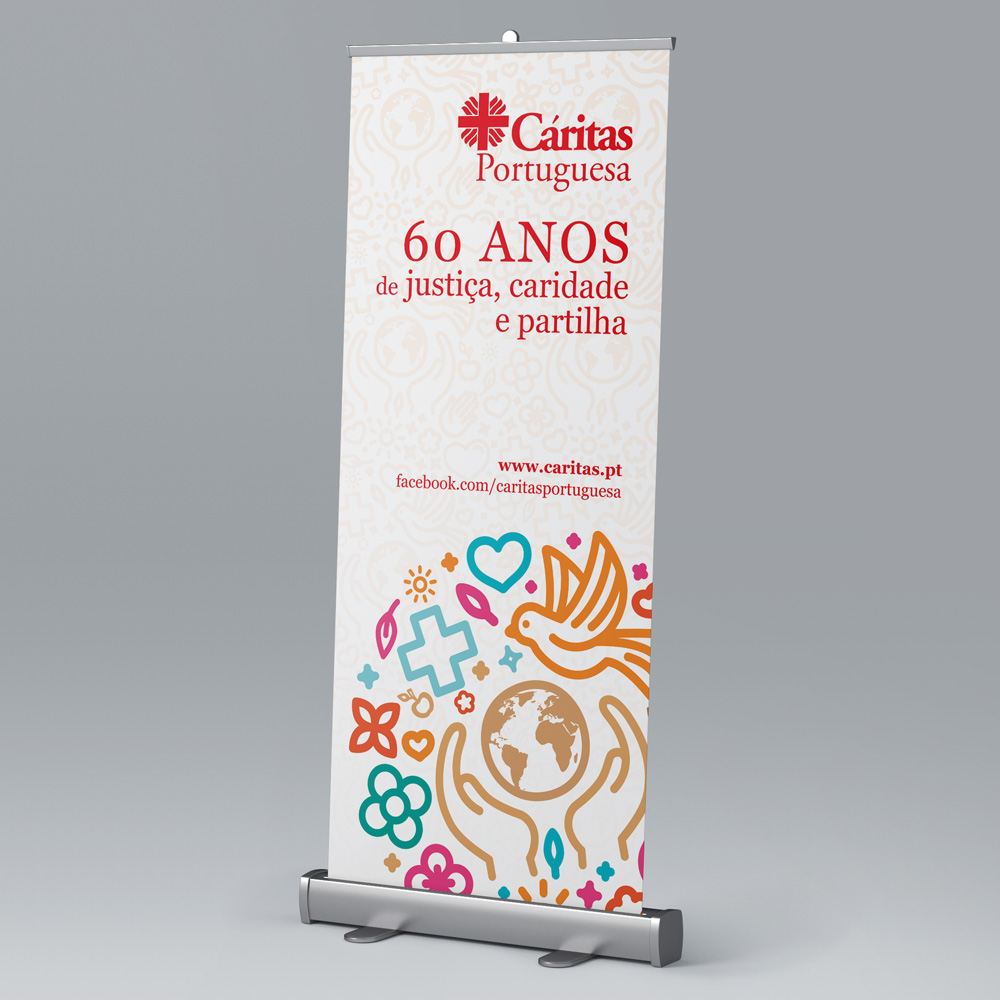 Cáritas
Portuguesa
60 ANOS
de justiça, caridade
e partilha
www.caritas.pt
facebook.com/caritasportuguesa